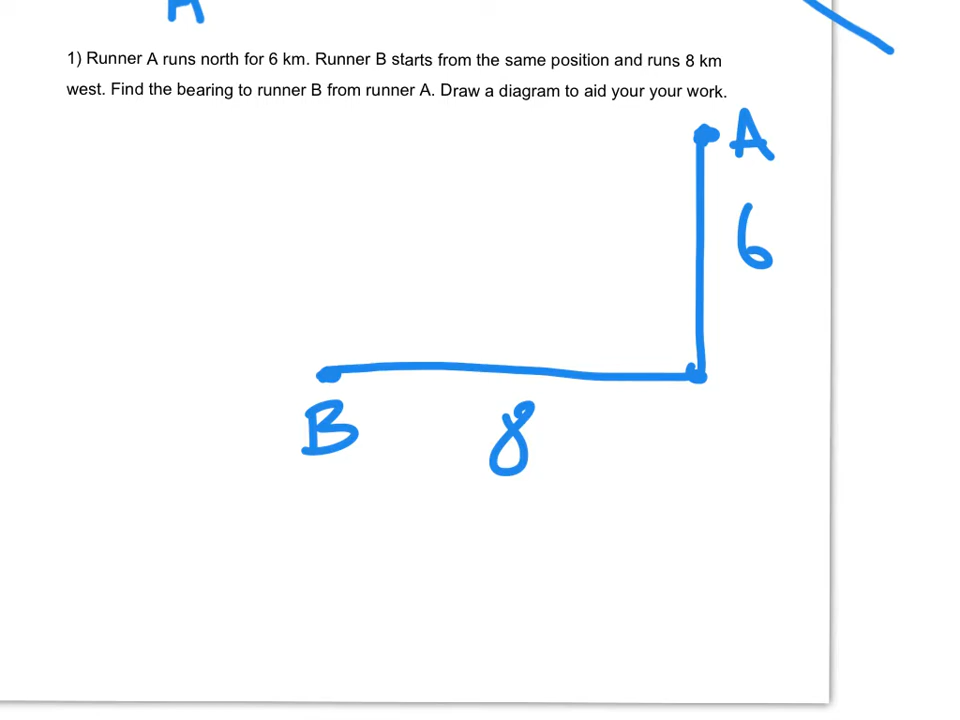 A
1) Runner A runs north for 6 km. Runner B starts from the same position and runs 8 km
west. Find the bearing to runner B from runner A. Draw a diagram to aid your your work.
A
6
B 8